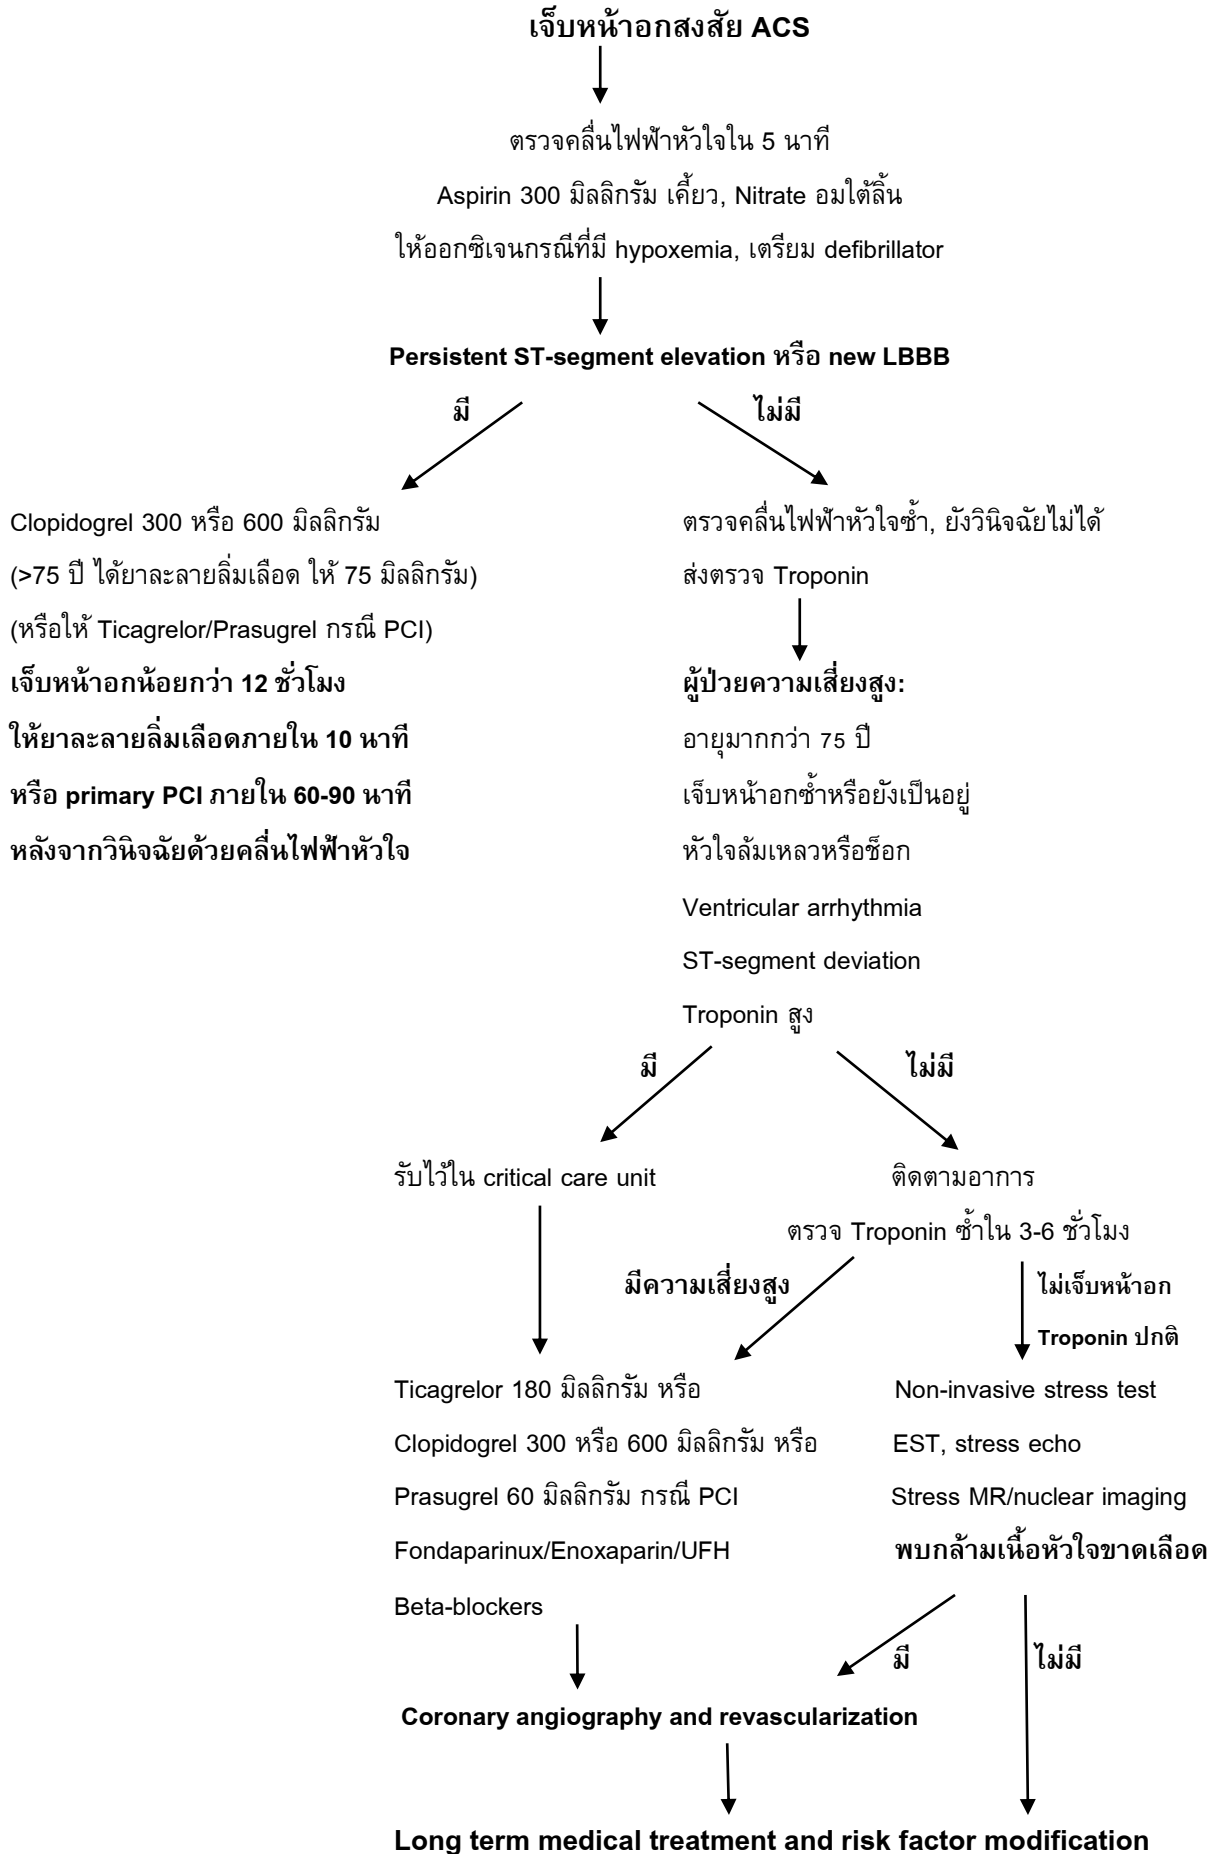 เจ็บหน้าอกสงสัย ACS
ตรวจคลื่นไฟฟ้าหัวใจใน 5 นาที
Aspirin 300 มิลลิกรัม เคี้ยว, Nitrate อมใต้ลิ้น
ให้ออกซิเจนกรณีที่มี hypoxemia, เตรียม defibrillator
Persistent ST-segment elevation หรือ new LBBB
มี
ไม่มี
Clopidogrel 300 หรือ 600 มิลลิกรัม
(>75 ปี ได้ยาละลายลิ่มเลือด ให้ 75 มิลลิกรัม)
(หรือให้ Ticagrelor/Prasugrel กรณี PCI)
เจ็บหน้าอกน้อยกว่า 12 ชั่วโมง
ให้ยาละลายลิ่มเลือดภายใน 10 นาที
หรือ primary PCI ภายใน 60-90 นาที
หลังจากวินิจฉัยด้วยคลื่นไฟฟ้าหัวใจ
ตรวจคลื่นไฟฟ้าหัวใจซ้ำ, ยังวินิจฉัยไม่ได้
ส่งตรวจ Troponin
ผู้ป่วยความเสี่ยงสูง:
อายุมากกว่า 75 ปี
เจ็บหน้าอกซ้ำหรือยังเป็นอยู่
หัวใจล้มเหลวหรือช็อก
Ventricular arrhythmia
ST-segment deviation
Troponin สูง
มี
ไม่มี
รับไว้ใน critical care unit
ติดตามอาการ
ตรวจ Troponin ซ้ำใน 3-6 ชั่วโมง
มีความเสี่ยงสูง
ไม่เจ็บหน้าอก
Troponin ปกติ
Ticagrelor 180 มิลลิกรัม หรือ
Clopidogrel 300 หรือ 600 มิลลิกรัม หรือ
Prasugrel 60 มิลลิกรัม กรณี PCI
Fondaparinux/Enoxaparin/UFH
Beta-blockers
Non-invasive stress test
EST, stress echo
Stress MR/nuclear imaging
พบกล้ามเนื้อหัวใจขาดเลือด
มี
ไม่มี
Coronary angiography and revascularization
Long term medical treatment and risk factor modification